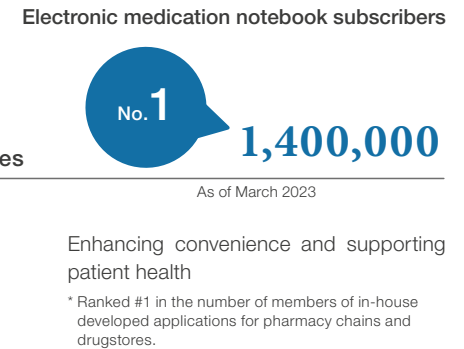 Electronic medication notebook subscribers
No.1
1,400,000
es
As of March 2023
Enhancing convenience and supporting
patient health
* Ranked #1 in the number of members of in-house
developed applications for pharmacy chains and
drugstores.